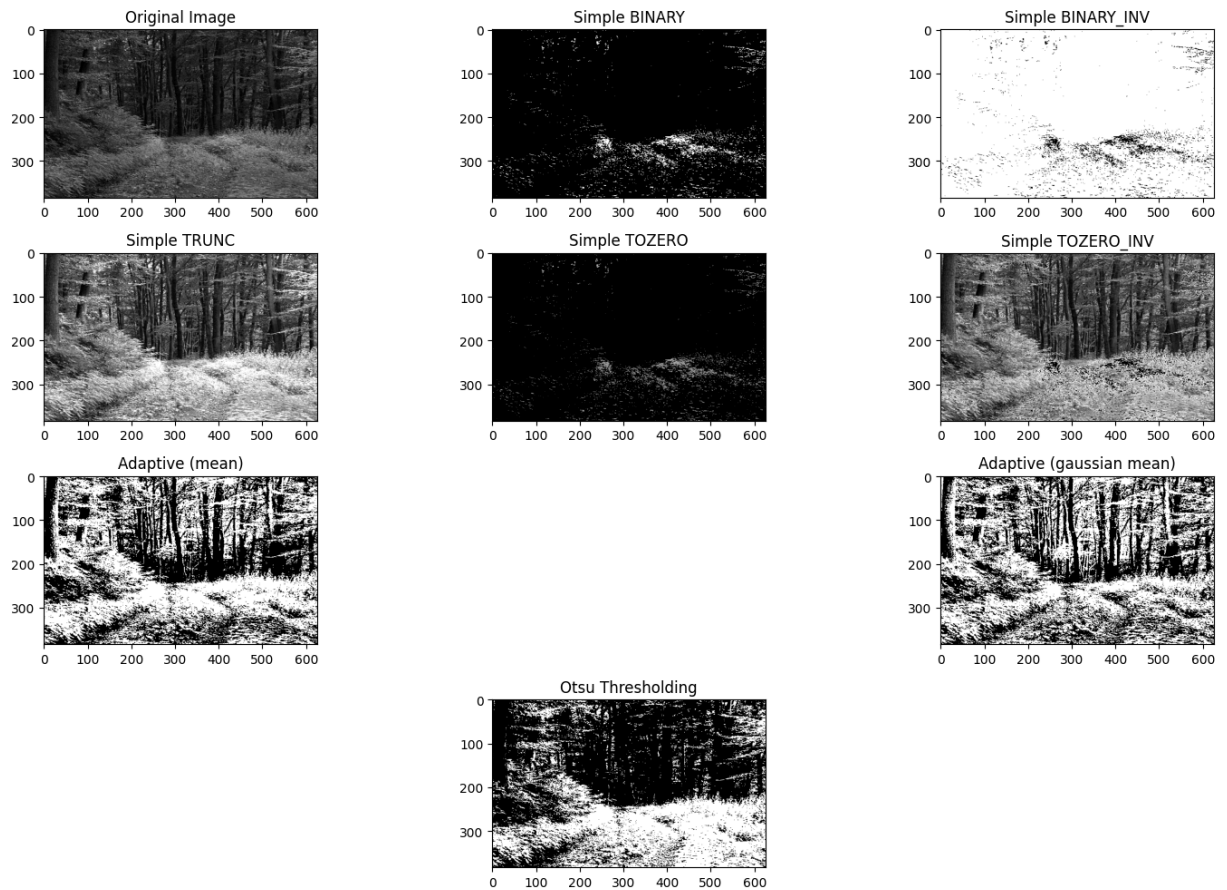 Original Image
Simple BINARY
Simple BINARY_INV
0
100
200
300
0 100 200 300 400 500 600
0
100
200
300
0 100 200 300 400 500 600
0
100
200
300
0 100 200 300 400 500 600
Simple TRUNC
Simple TOZERO
Simple TOZERO_INV
0
100
200
300
0 100 200 300 400 500 600
0
100
200
300
0 100 200 300 400 500 600
0
100
200
300
0 100 200 300 400 500 600
Adaptive (mean)
Adaptive (gaussian mean)
0
100
200
300
0 100 200 300 400 500 600
0
100
200
300
0 100 200 300 400 500 600
Otsu Thresholding
0
100
200
300
0 100 200 300 400 500 600